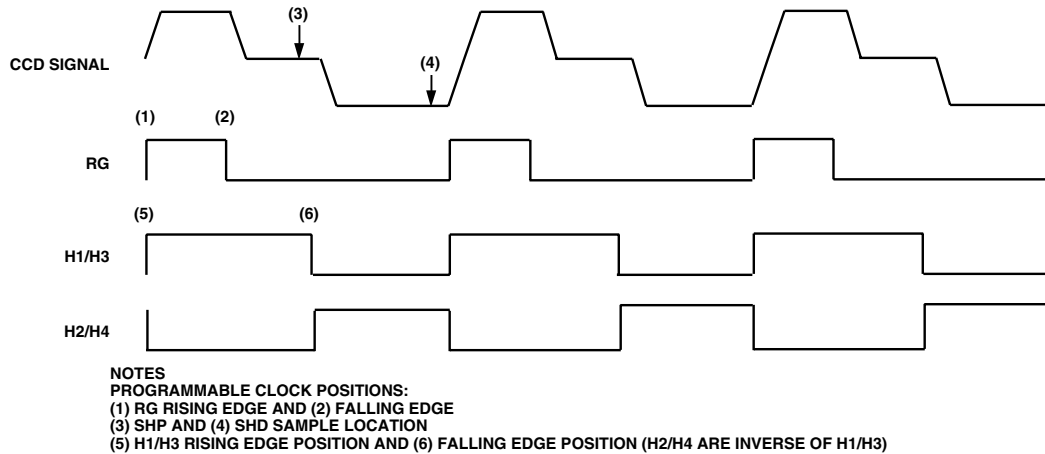 (3)
CCD SIGNAL
(4)
(1) (2)
RG
(5) (6)
H1/H3
H2/H4
NOTES
PROGRAMMABLE CLOCK POSITIONS:
(1) RG RISING EDGE AND (2) FALLING EDGE
(3) SHP AND (4) SHD SAMPLE LOCATION
(5) H1/H3 RISING EDGE POSITION AND (6) FALLING EDGE POSITION (H2/H4 ARE INVERSE OF H1/H3)